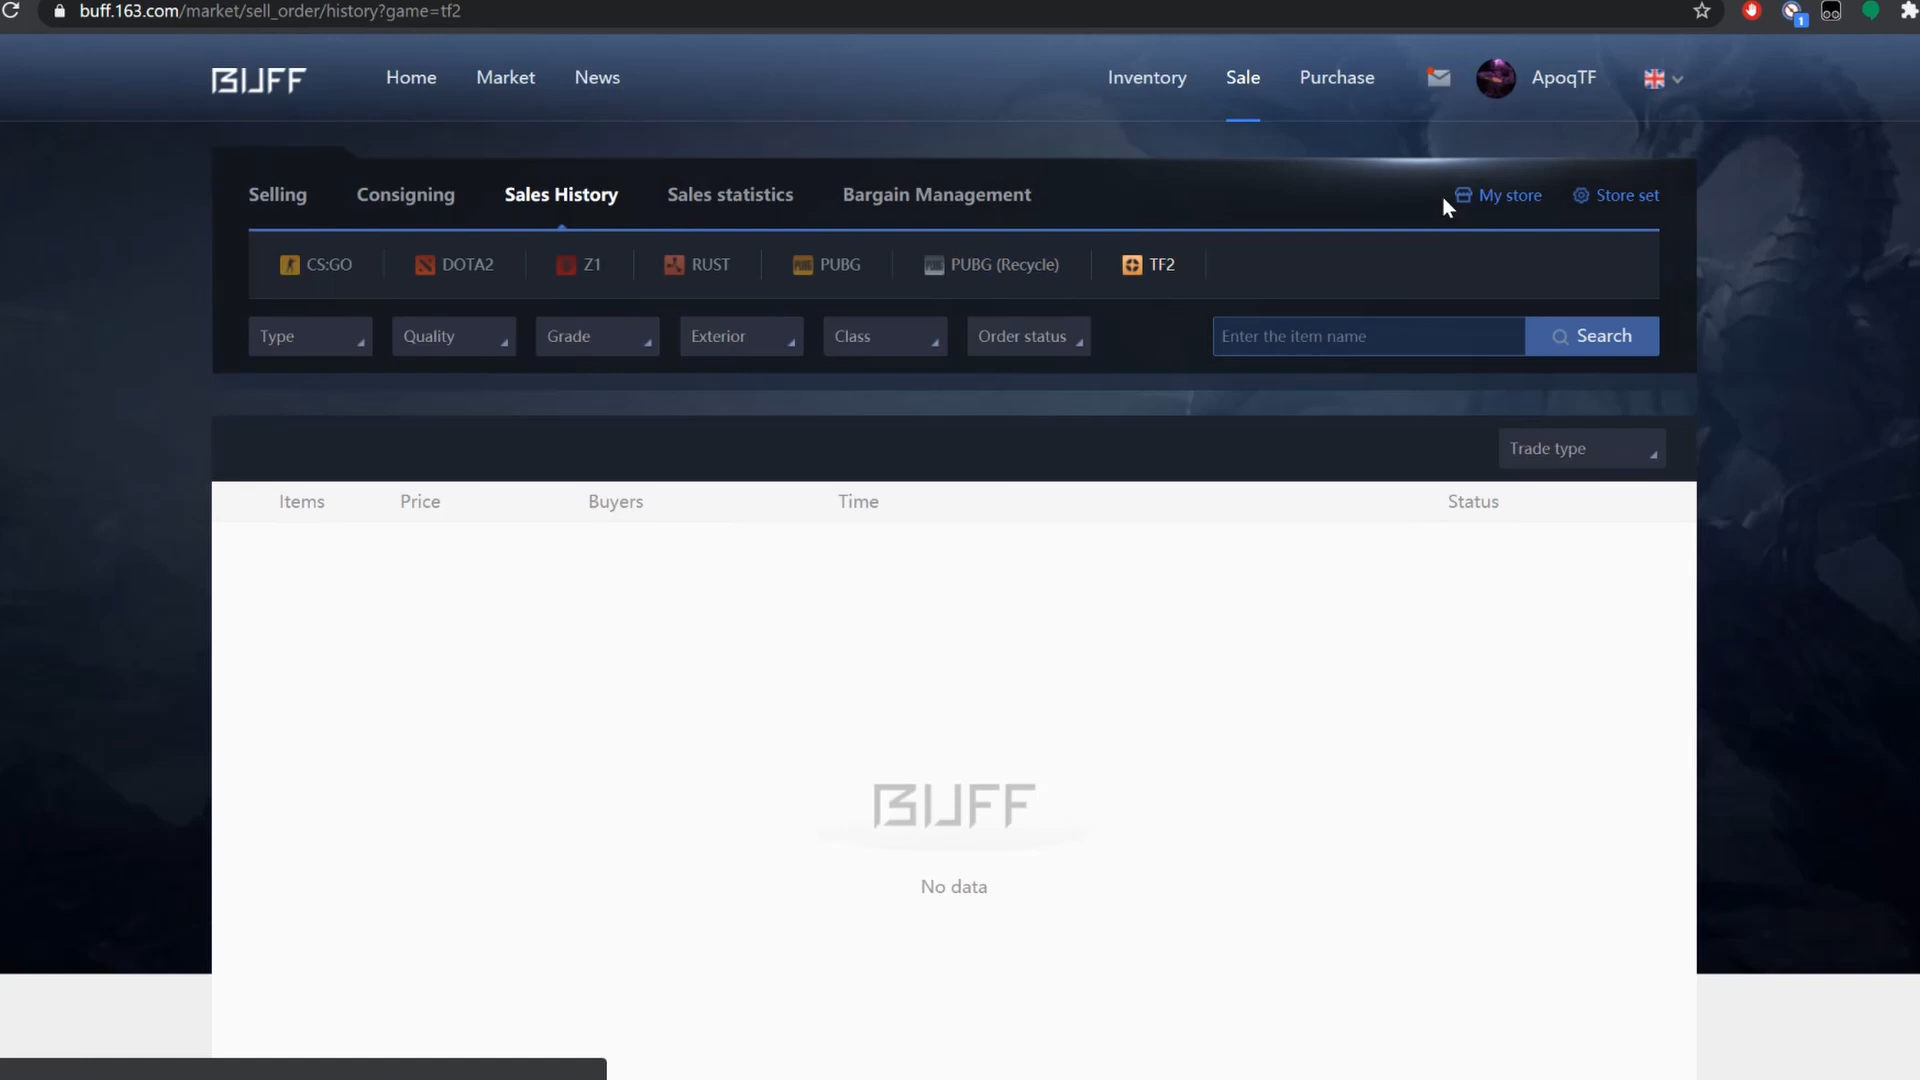 buff.163.com/market/sell_order/history?game=tf2
1
BUFF Home Market News Inventory Sale Purchase ApoqTF
Selling Consigning Sales History Sales statistics Bargain Management My store Store set
CS:GO DOTA2 Z1 RUST PUBG PUBG PUBG PUBG (Recycle) TF2
Type Quality Grade Exterior Class Order status Enter the item name Search
Trade type
Items Price Buyers Time Status
BUFF
No data